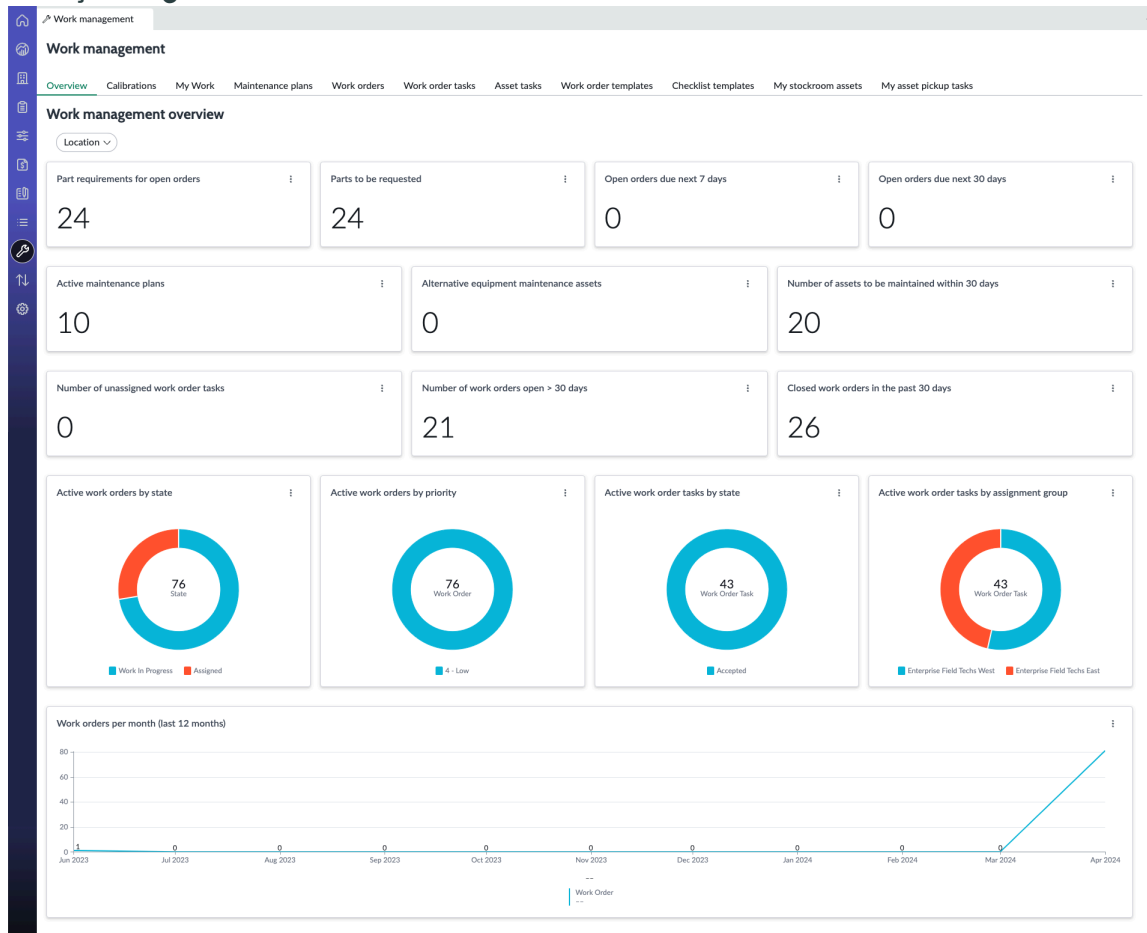 Work management
Work management
Overview Calibrations My Work Maintenance plans Work orders Work order tasks Asset tasks Work order templates Checklist templates My stockroom assets My asset pickup tasks
Work management overview
Location
Part requirements for open orders
24
Parts to be requested
24
Open orders due next 7 days
0
Open orders due next 30 days
0
Active maintenance plans
10
Alternative equipment maintenance assets
0
Number of assets to be maintained within 30 days
20
Number of unassigned work order tasks
0
Number of work orders open > 30 days
21
Closed work orders in the past 30 days
26
Active work orders by state
76
State
Work In Progress Assigned
Active work orders by priority
76
Work Order
4 - Low
Active work order tasks by state
43
Work Order Task
Accepted
Active work order tasks by assignment group
43
Work Order Task
Enterprise Field Techs West Enterprise Field Techs East
Work orders per month (last 12 months)
80
60
40
20
0
1 0 0 0 0 0 0 0 0 0
Jun 2023 Jul 2023 Aug 2023 Sep 2023 Oct 2023 Nov 2023 Dec 2023 Jan 2024 Feb 2024 Mar 2024 Apr 2024
--
Work Order
--